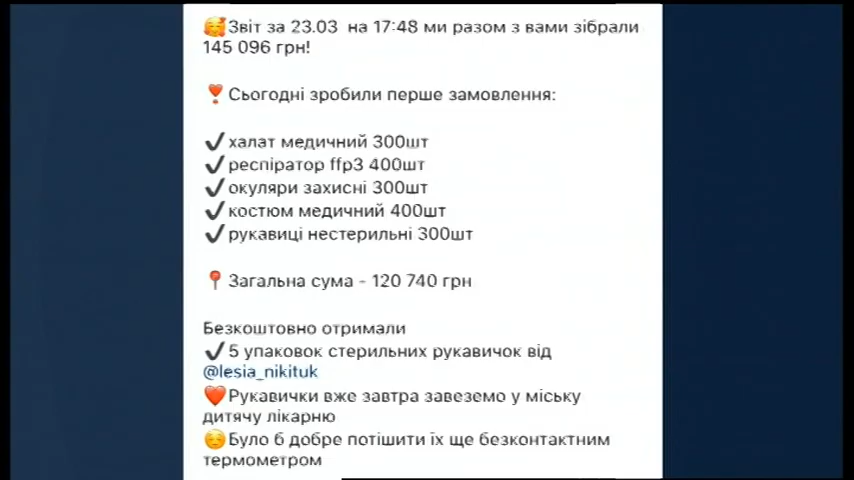 🥰Звіт за 23.03 на 17:48 ми разом з вами зібрали
145 096 грн!
❣️Сьогодні зробили перше замовлення:
✔️халат медичний 300шт
✔️респіратор ffp3 400шт
✔️окуляри захисні 300шт
✔️костюм медичний 400шт
✔️рукавиці нестерильні 300шт
📍Загальна сума - 120 740 грн
Безкоштовно отримали
✔️5 упаковок стерильних рукавичок від
@lesia_nikituk
❤️Рукавички вже завтра завеземо у міську
дитячу лікарню
☺️Було б добре потішити їх ще безконтактним
термометром